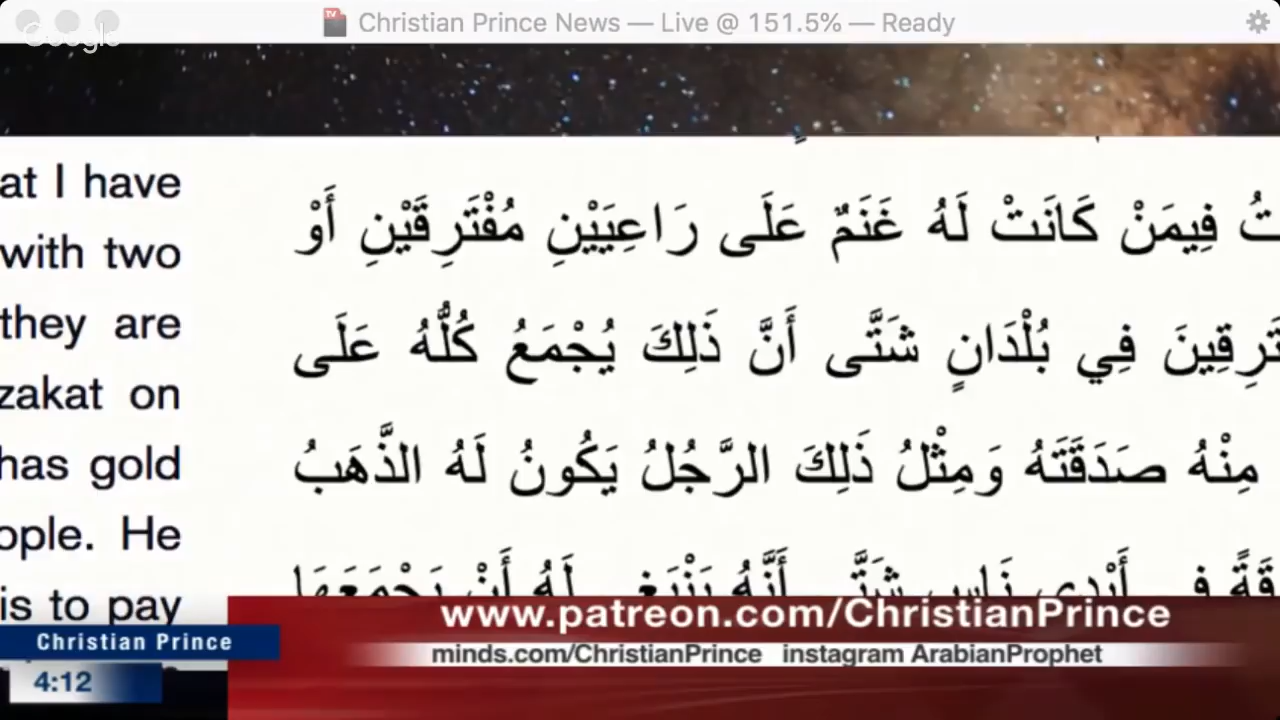 Christian Prince News — Live @ 151.5% — Ready
Google
at I have
with two
they are
zakat on
has gold
ople. He
is to pay
تُ فِيمَنْ كَانَتْ لَهُ غَنَمٌ عَلَى رَاعِيَيْنِ مُفْتَرِقَيْنِ أَوْ
تَرِقِينَ فِي بُلْدَانٍ شَتَّى أَنَّ ذَلِكَ يُجْمَعُ كُلُّهُ عَلَى
مِنْهُ صَدَقَتَهُ وَمِثْلُ ذَلِكَ الرَّجُلُ يَكُونُ لَهُ الذَّهَبُ
قَةً فِي أَيْدِي نَاسٍ شَتَّى أَنَّهُ يَنْبَغِي لَهُ أَنْ يَجْمَعَهَا
www.patreon.com/ChristianPrince
minds.com/ChristianPrince instagram ArabianProphet
Christian Prince
4:12